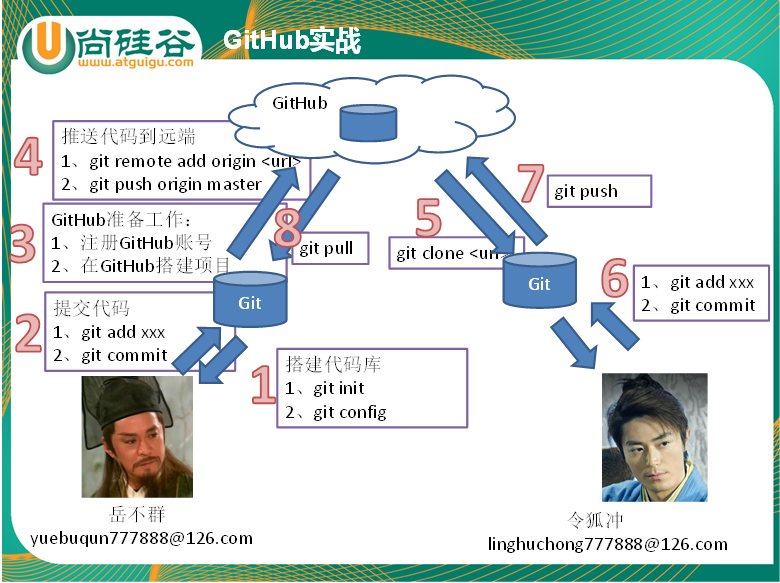 尚硅谷
www.atguigu.com
GitHub实战
GitHub
4
推送代码到远端
1、git remote add origin <url>
2、git push origin master
7
git push
3
GitHub准备工作：
1、注册GitHub账号
2、在GitHub搭建项目
8
git pull
5
git clone <url>
Git
Git
6
1、git add xxx
2、git commit
2
提交代码
1、git add xxx
2、git commit
1
搭建代码库
1、git init
2、git config
岳不群
yuebuqun777888@126.com
令狐冲
linghuchong777888@126.com